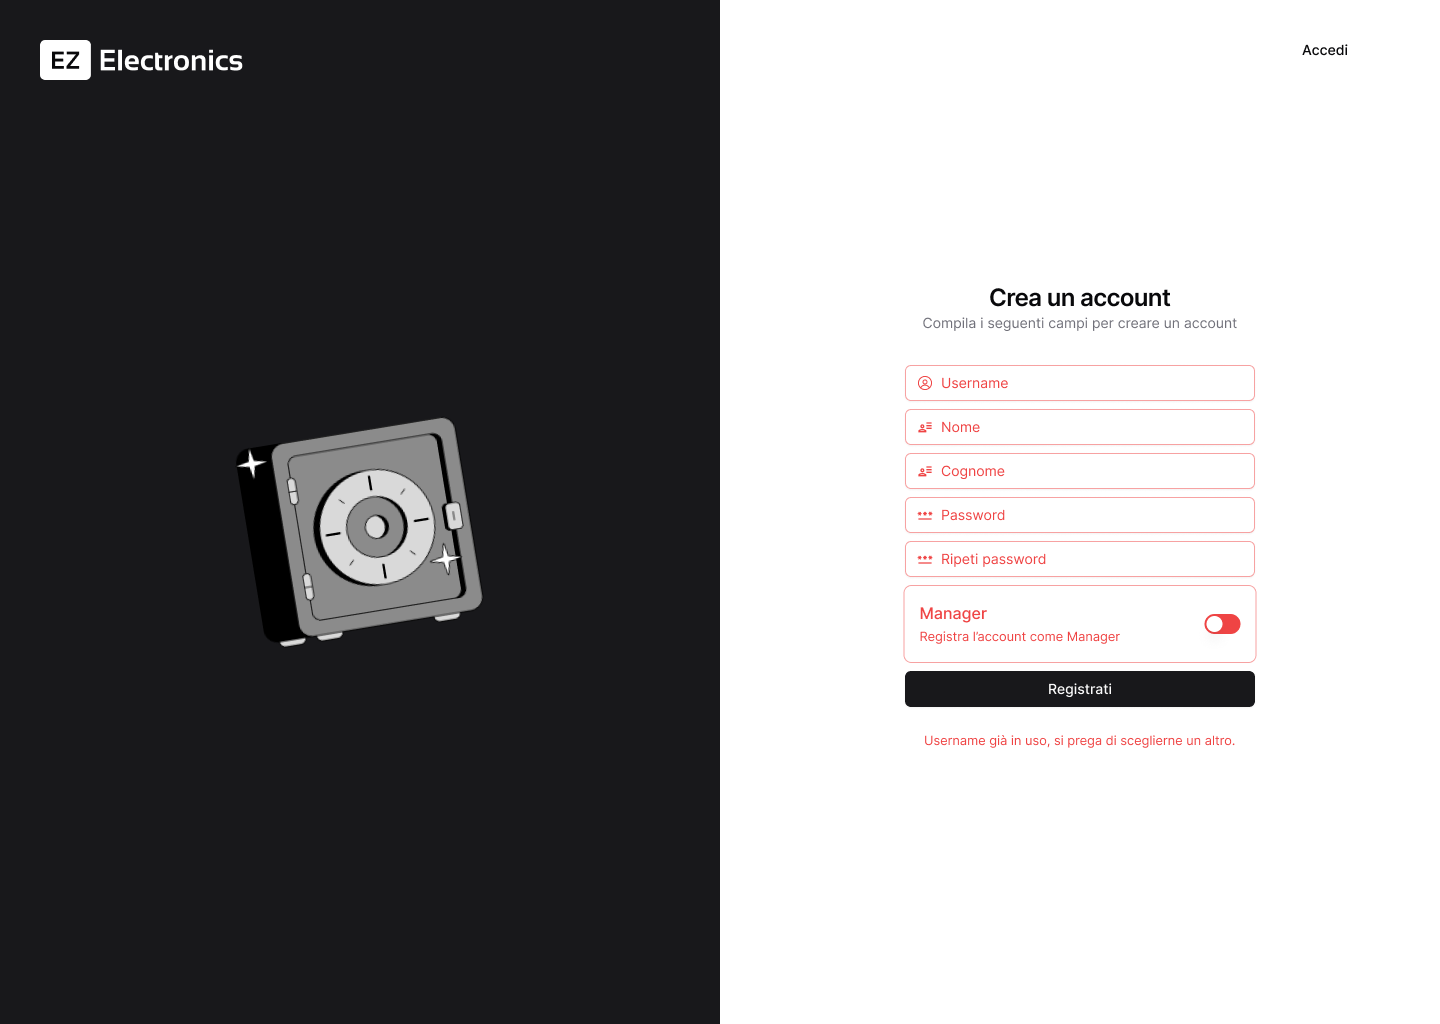 EZ Electronics
Accedi
Crea un account
Compila i seguenti campi per creare un account
Username
Nome
Cognome
Password
Ripeti password
Manager
Registra l’account come Manager
Registrati
Username già in uso, si prega di sceglierne un altro.